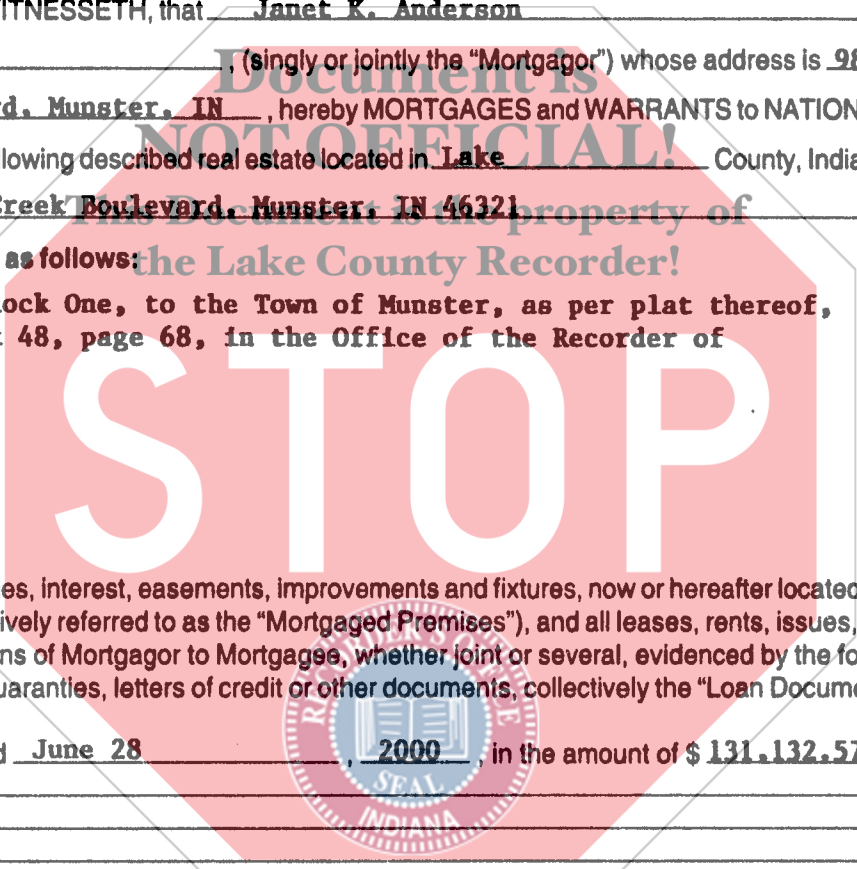 ITNESSETH, that Janet K. Anderson
Document is
, (singly or jointly the "Mortgagor") whose address is 98
rd, Munster, IN , hereby MORTGAGES and WARRANTS to NATION
NOT OFFICIAL!
llowing described real estate located in Lake County, India
This Document is the property of
Creek Boulevard, Munster, IN 46321
the Lake County Recorder!
as follows:
lock One, to the Town of Munster, as per plat thereof,
48, page 68, in the Office of the Recorder of
STOP
es, interest, easements, improvements and fixtures, now or hereafter located
ively referred to as the "Mortgaged Premises"), and all leases, rents, issues,
ns of Mortgagor to Mortgagee, whether joint or several, evidenced by the fo
uaranties, letters of credit or other documents, collectively the "Loan Docume
d June 28 , 2000 , in the amount of $ 131,132.57
RECORDER'S OFFICE
SEAL
INDIANA